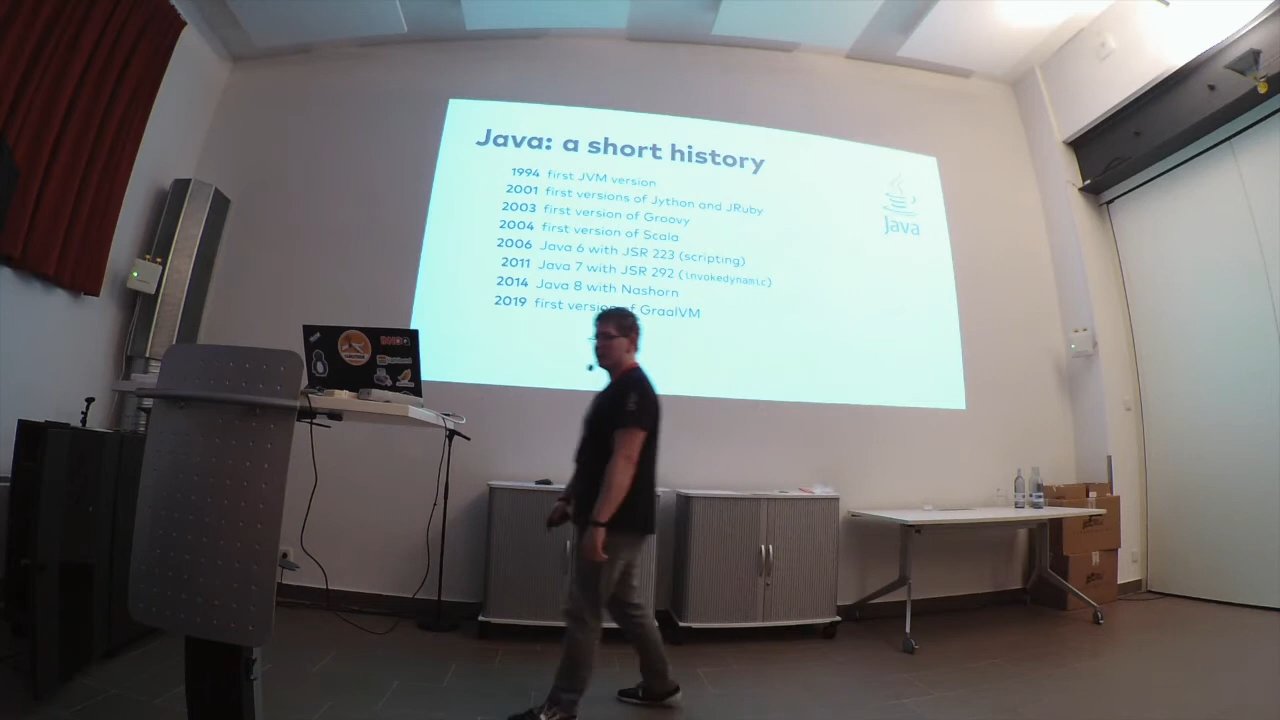 Java: a short history
1994 first JVM version
2001 first versions of Jython and JRuby
2003 first version of Groovy
2004 first version of Scala
2006 Java 6 with JSR 223 (scripting)
2011 Java 7 with JSR 292 (invokedynamic)
2014 Java 8 with Nashorn
2019 first version of GraalVM
Java